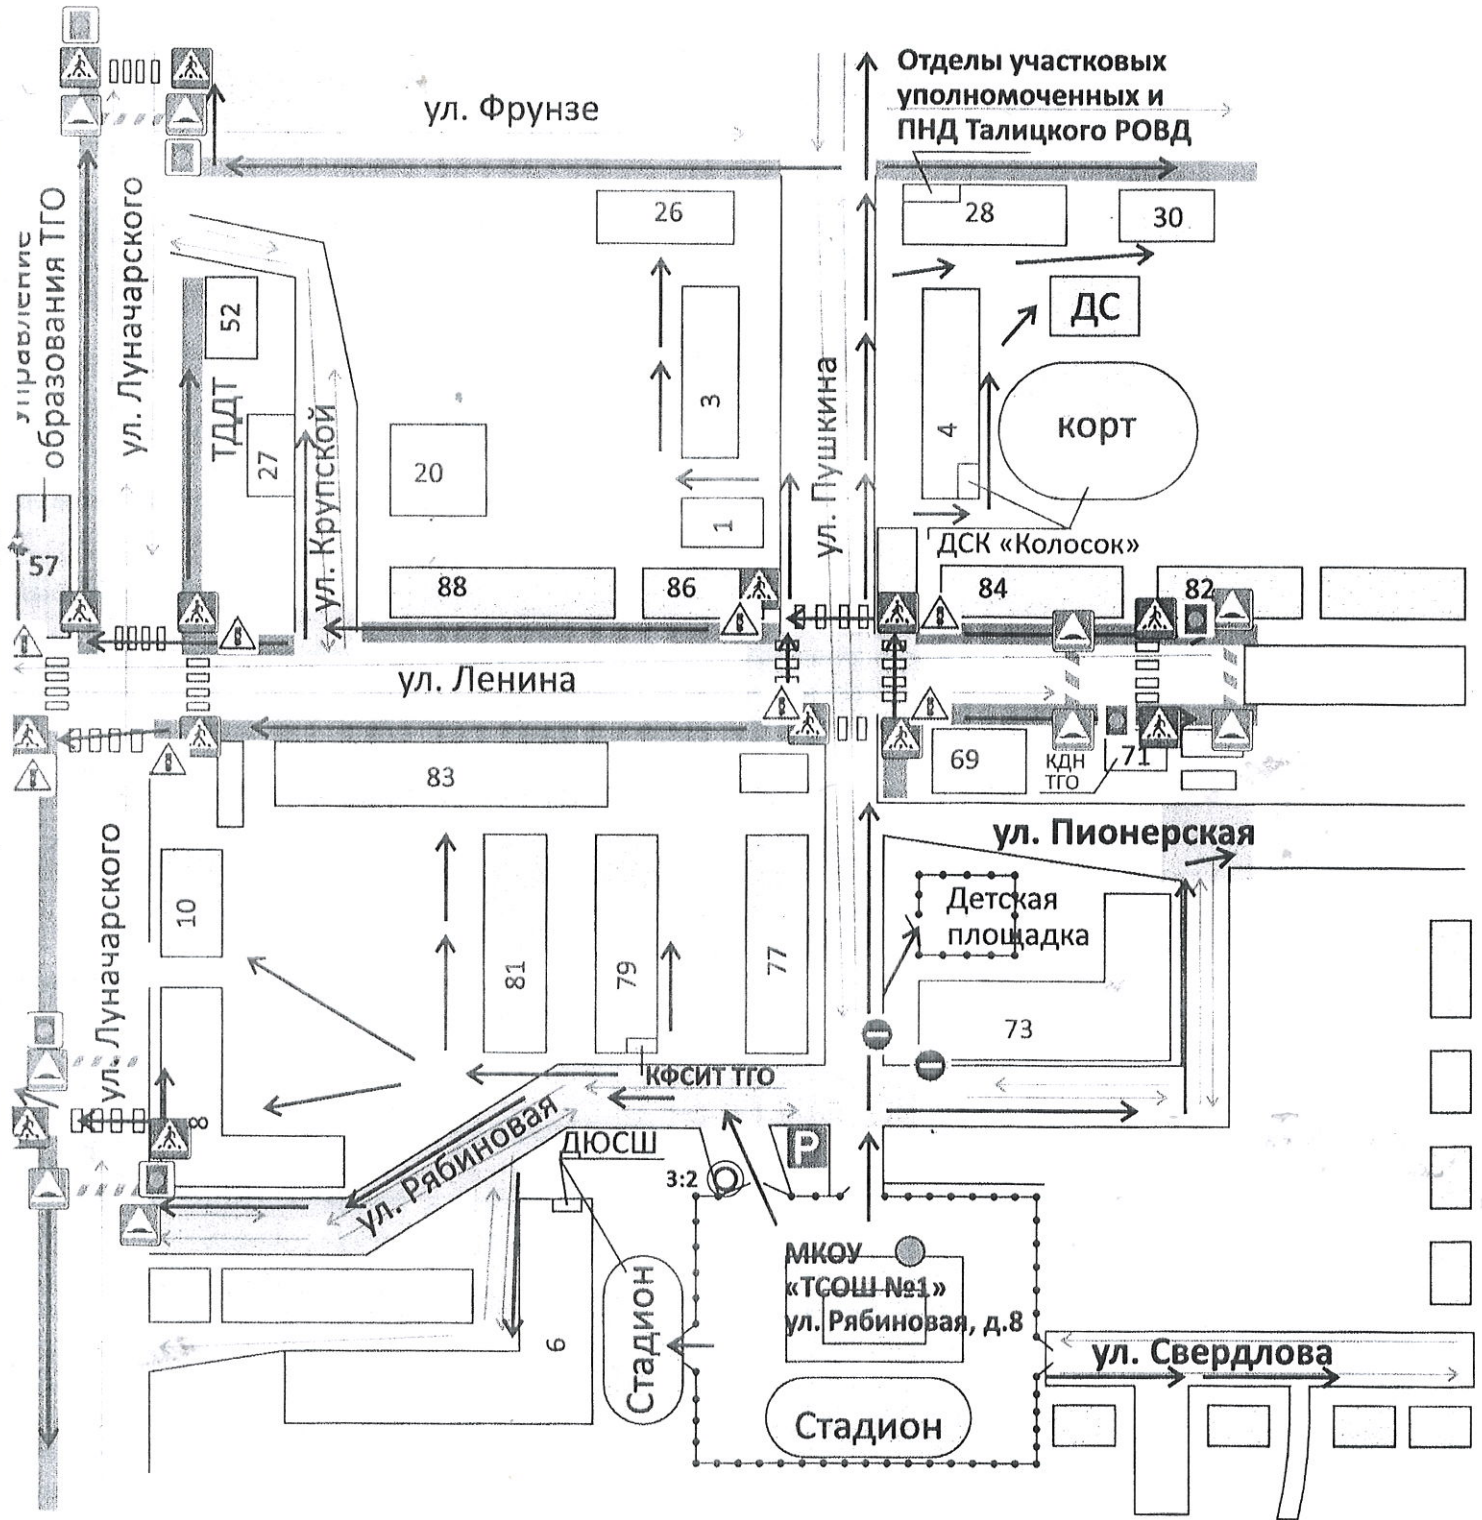 Отделы участковых
уполномоченных и
ПНД Талицкого РОВД
ул. Фрунзе
26
28
30
управление
образования ТГО
ул. Луначарского
52
ТДДТ
27
ул. Крупской
20
3
1
ул. Пушкина
4
ДС
корт
ДСК «Колосок»
57
88
86
84
82
ул. Ленина
83
69
КДН
ТГО
71
ул. Пионерская
ул. Луначарского
10
81
79
77
Детская
площадка
73
КФСИТ ТГО
8
ул. Рябиновая
ДЮСШ
3:2
P
МКОУ
«ТСОШ №1»
ул. Рябиновая, д.8
6
Стадион
Стадион
ул. Свердлова